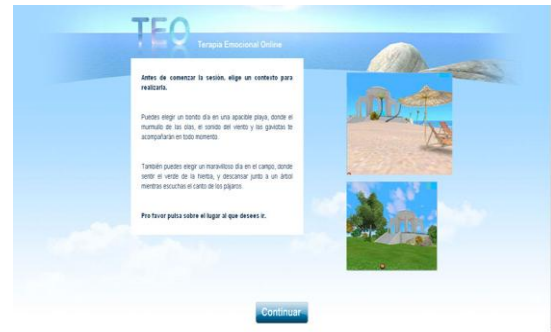 TEO
Terapia Emocional Online
Antes de comenzar la sesión, elige un contexto para
realizarla.
Puedes elegir un bonito día en una apacible playa, donde el
murmullo de las olas, el sonido del viento y las gaviotas te
acompañarán en todo momento.
También puedes elegir un maravilloso día en el campo, donde
sentir el verde de la hierba, y descansar junto a un árbol
mientras escuchas el canto de los pájaros.
Pro favor pulsa sobre el lugar al que desees ir.
Continuar